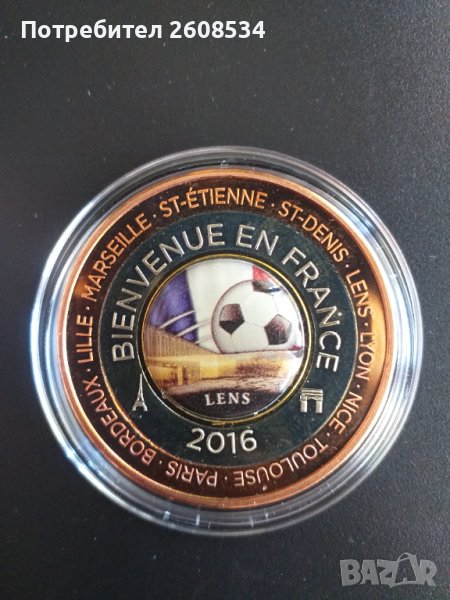 Потребител 2608534
LILLE · MARSEILLE · ST-ÉTIENNE · ST-DENIS · LENS · LYON · NICE · TOULOUSE · PARIS · BORDEAUX ·
BIENVENUE EN FRANCE
LENS
2016
BAZAR